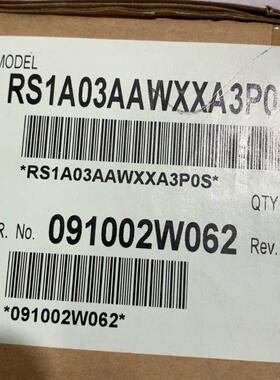 MODEL
RS1A03AAWXXA3P0
*RS1A03AAWXXA3P0S*
QTY
R. No. 091002W062 Rev.
*091002W062*